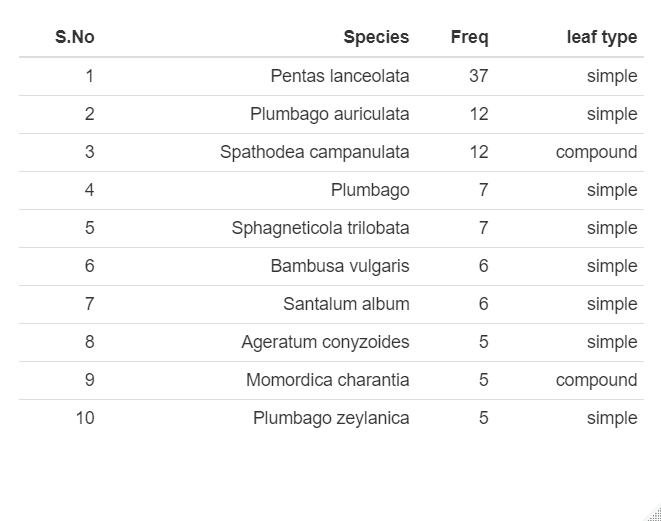 S.No Species Freq leaf type
1 Pentas lanceolata 37 simple
2 Plumbago auriculata 12 simple
3 Spathodea campanulata 12 compound
4 Plumbago 7 simple
5 Sphagneticola trilobata 7 simple
6 Bambusa vulgaris 6 simple
7 Santalum album 6 simple
8 Ageratum conyzoides 5 simple
9 Momordica charantia 5 compound
10 Plumbago zeylanica 5 simple